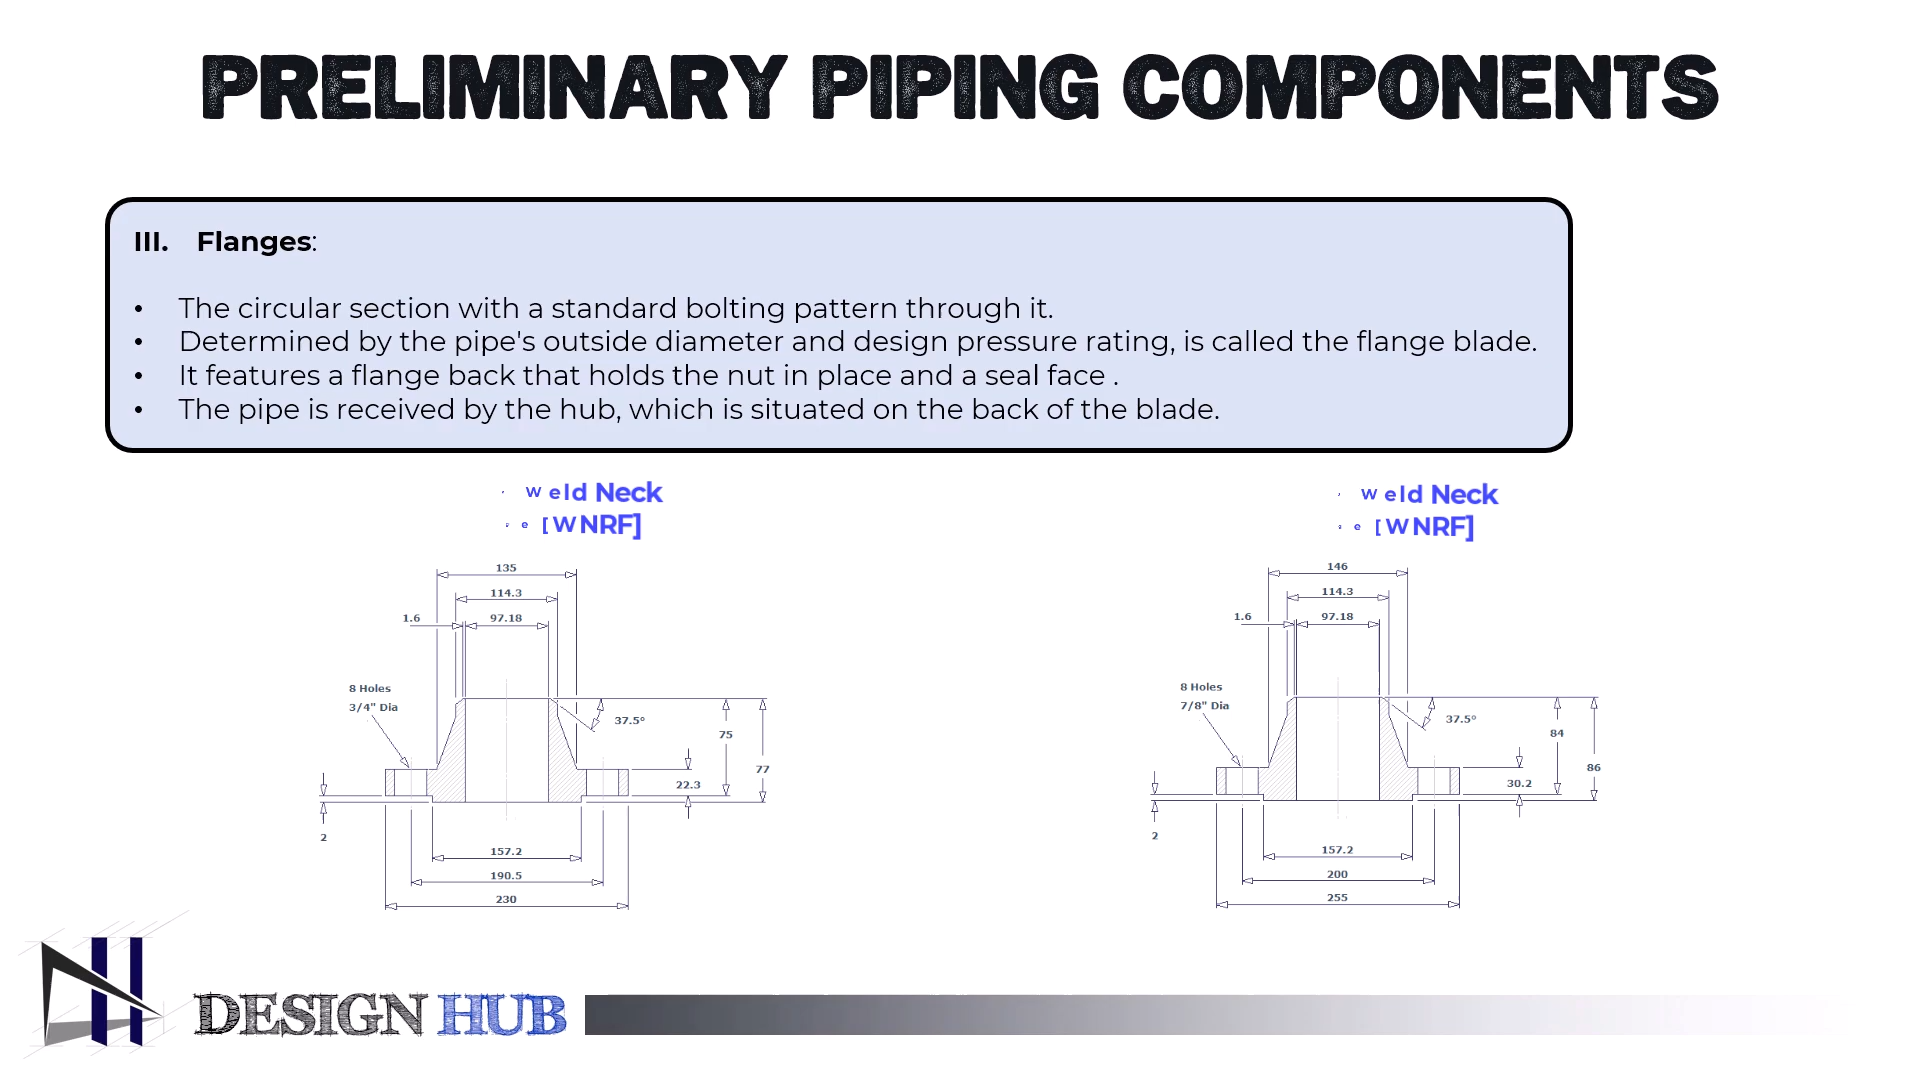 PRELIMINARY PIPING COMPONENTS
III. Flanges:
• The circular section with a standard bolting pattern through it.
• Determined by the pipe's outside diameter and design pressure rating, is called the flange blade.
• It features a flange back that holds the nut in place and a seal face .
• The pipe is received by the hub, which is situated on the back of the blade.
Weld Neck
e [WNRF]
135
114.3
1.6
97.18
8 Holes
3/4" Dia
37.5°
75
77
22.3
2
157.2
190.5
230
Weld Neck
e [WNRF]
146
114.3
1.6
97.18
8 Holes
7/8" Dia
37.5°
84
86
30.2
2
157.2
200
255
DESIGN HUB